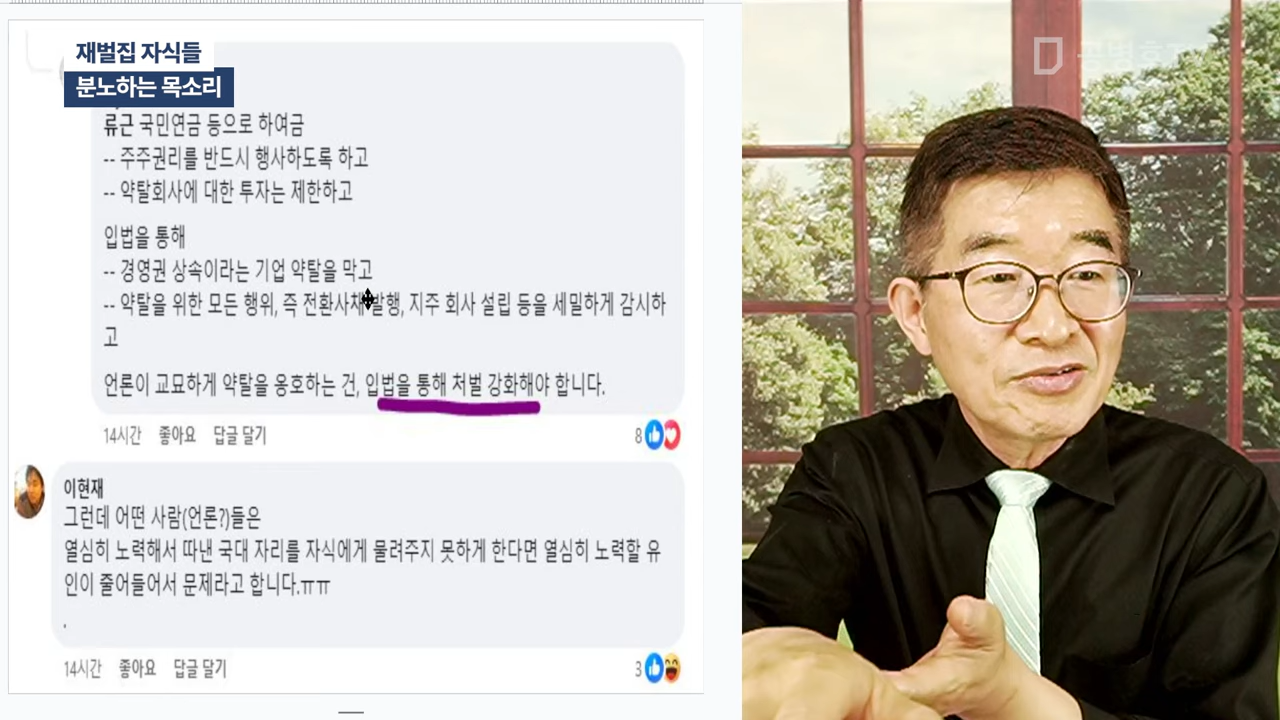 재벌집 자식들
분노하는 목소리
류근 국민연금 등으로 하여금
-- 주주권리를 반드시 행사하도록 하고
-- 약탈회사에 대한 투자는 제한하고
입법을 통해
-- 경영권 상속이라는 기업 약탈을 막고
-- 약탈을 위한 모든 행위, 즉 전환사채 발행, 지주 회사 설립 등을 세밀하게 감시하
고
언론이 교묘하게 약탈을 옹호하는 건, 입법을 통해 처벌 강화해야 합니다.
14시간 좋아요 답글 달기 8
이현재
그런데 어떤 사람(언론?)들은
열심히 노력해서 따낸 국대 자리를 자식에게 물려주지 못하게 한다면 열심히 노력할 유
인이 줄어들어서 문제라고 합니다.ㅠㅠ
.
14시간 좋아요 답글 달기 3